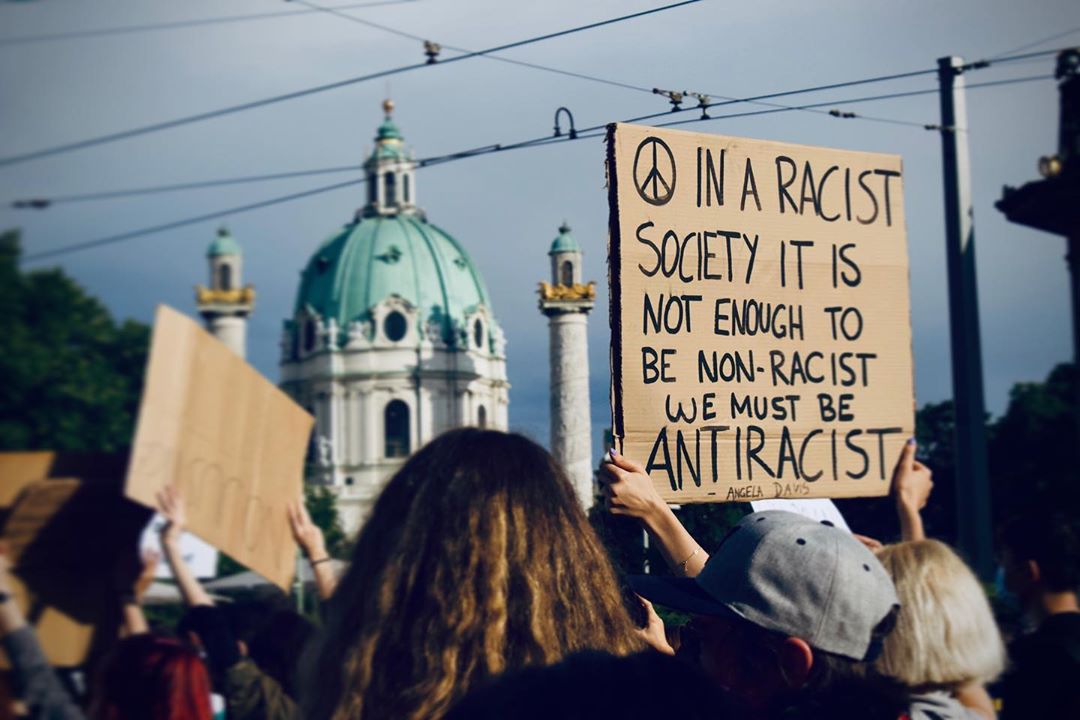 IN A RACIST
SOCIETY IT IS
NOT ENOUGH TO
BE NON-RACIST
WE MUST BE
ANTIRACIST
- ANGELA DAVIS